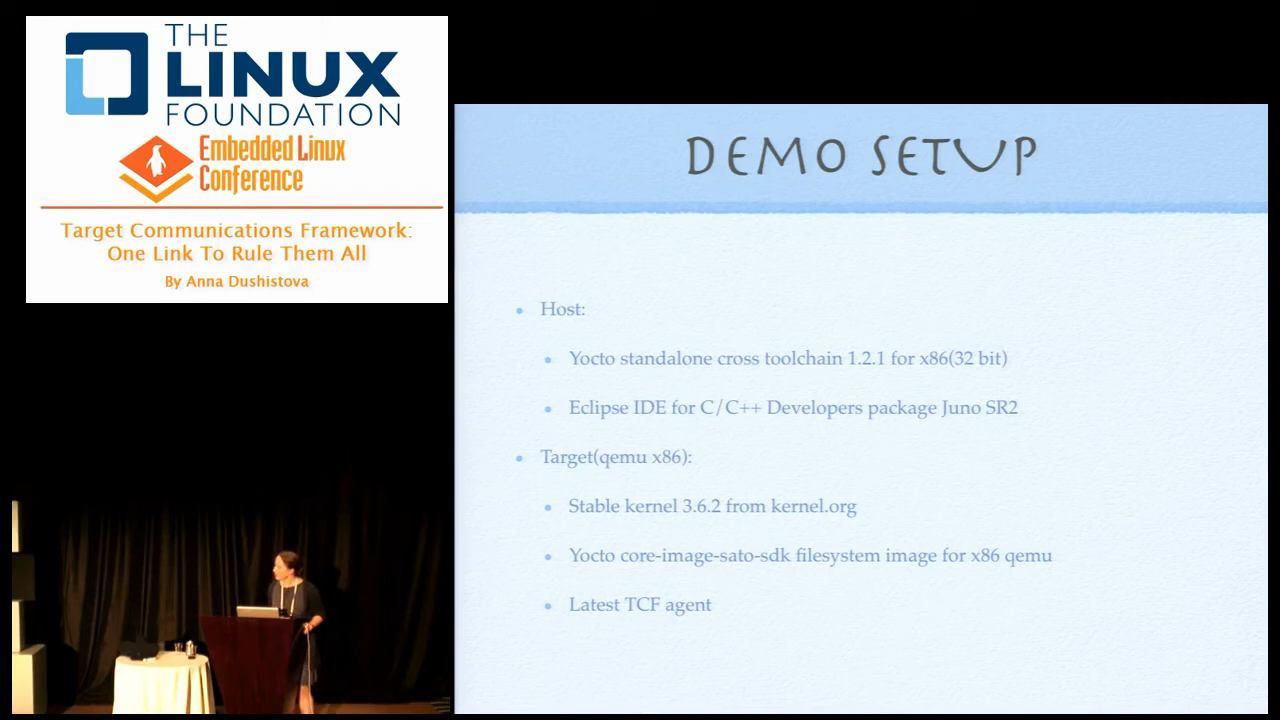 THE
LINUX
FOUNDATION
Embedded Linux
Conference
Target Communications Framework:
One Link To Rule Them All
By Anna Dushistova
DEMO SETUP
• Host:
• Yocto standalone cross toolchain 1.2.1 for x86(32 bit)
• Eclipse IDE for C/C++ Developers package Juno SR2
• Target(qemu x86):
• Stable kernel 3.6.2 from kernel.org
• Yocto core-image-sato-sdk filesystem image for x86 qemu
• Latest TCF agent